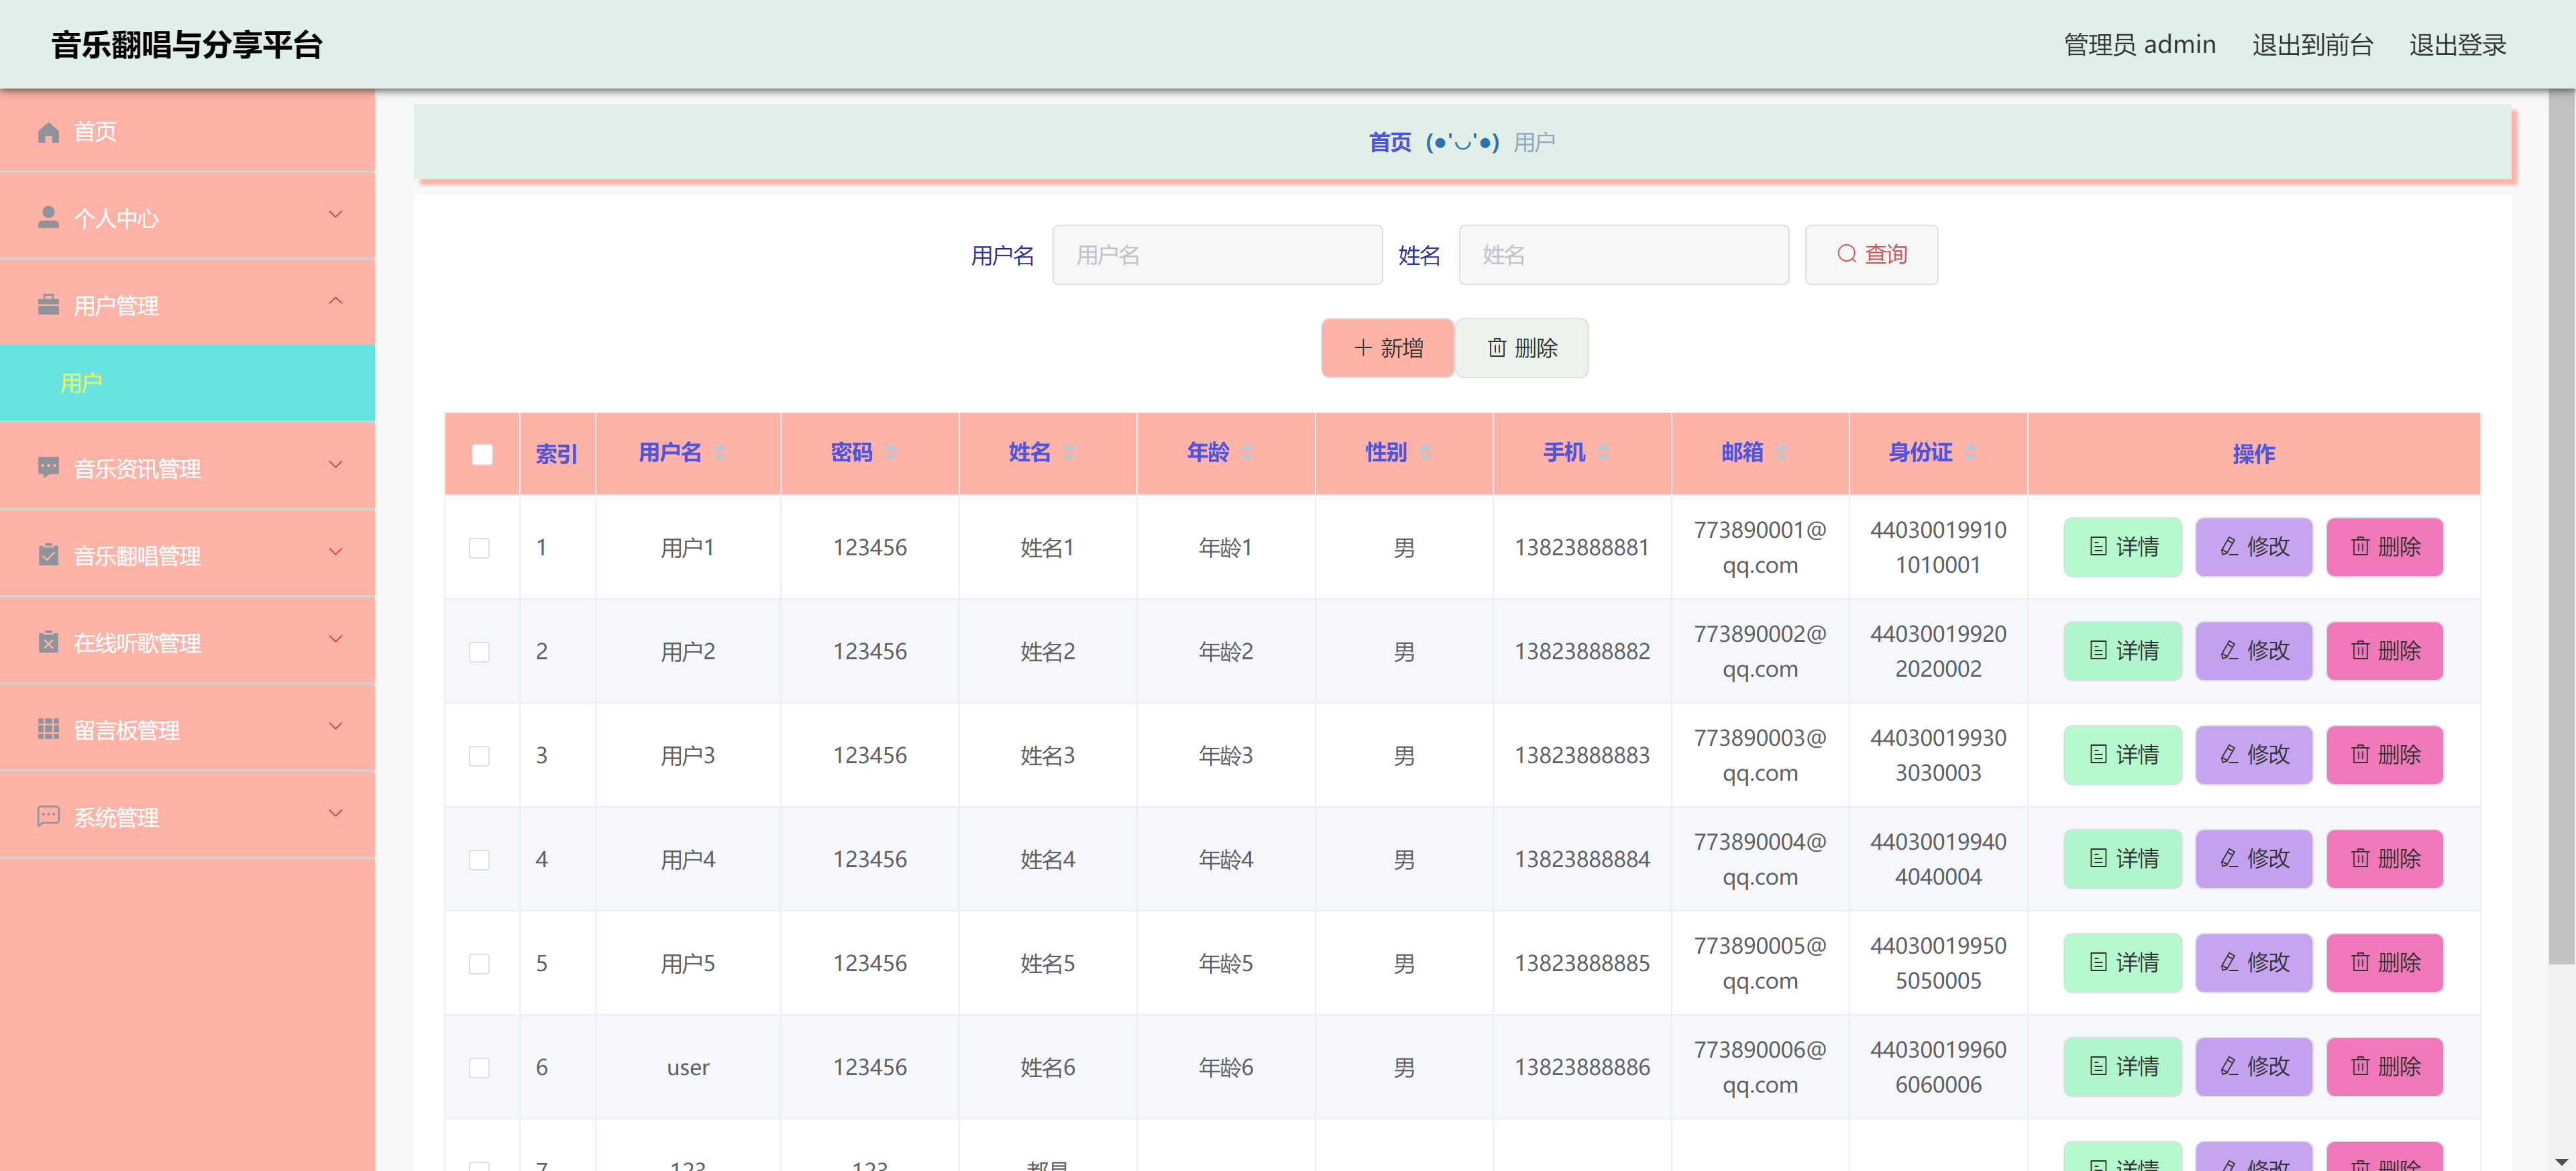 音乐翻唱与分享平台
管理员 admin 退出到前台 退出登录
首页
个人中心
用户管理
用户
音乐资讯管理
音乐翻唱管理
在线听歌管理
留言板管理
系统管理
首页 (●'◡'●) 用户
用户名 用户名 姓名 姓名 查询
新增 删除
索引 用户名 密码 姓名 年龄 性别 手机 邮箱 身份证 操作
1 用户1 123456 姓名1 年龄1 男 13823888881 773890001@qq.com 440300199101010001 详情 修改 删除
2 用户2 123456 姓名2 年龄2 男 13823888882 773890002@qq.com 440300199202020002 详情 修改 删除
3 用户3 123456 姓名3 年龄3 男 13823888883 773890003@qq.com 440300199303030003 详情 修改 删除
4 用户4 123456 姓名4 年龄4 男 13823888884 773890004@qq.com 440300199404040004 详情 修改 删除
5 用户5 123456 姓名5 年龄5 男 13823888885 773890005@qq.com 440300199505050005 详情 修改 删除
6 user 123456 姓名6 年龄6 男 13823888886 773890006@qq.com 440300199606060006 详情 修改 删除
7 123 123 详情 修改 删除